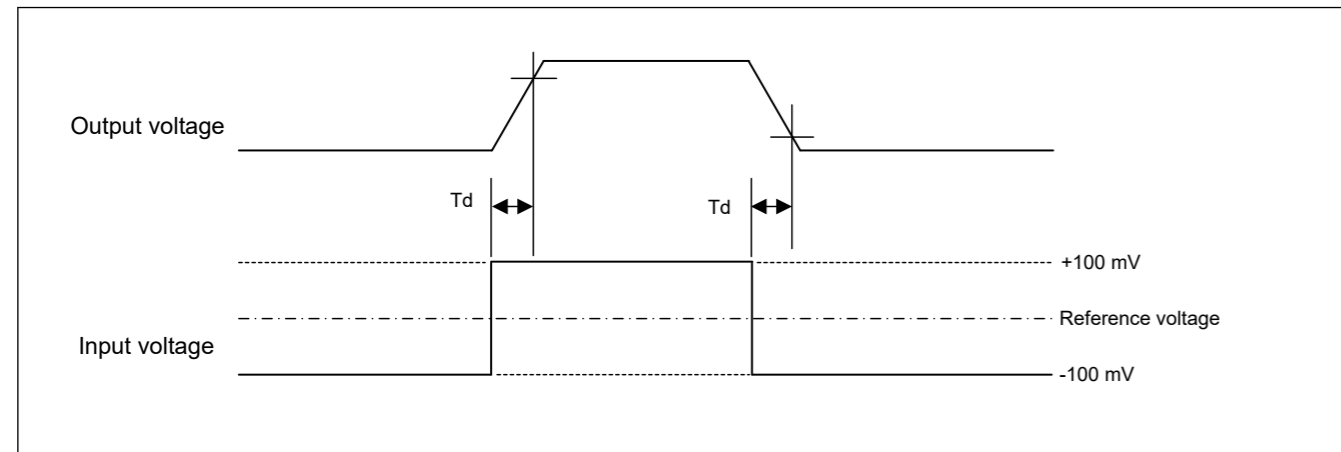 Output voltage
Td
Td
+100 mV
Reference voltage
Input voltage
-100 mV